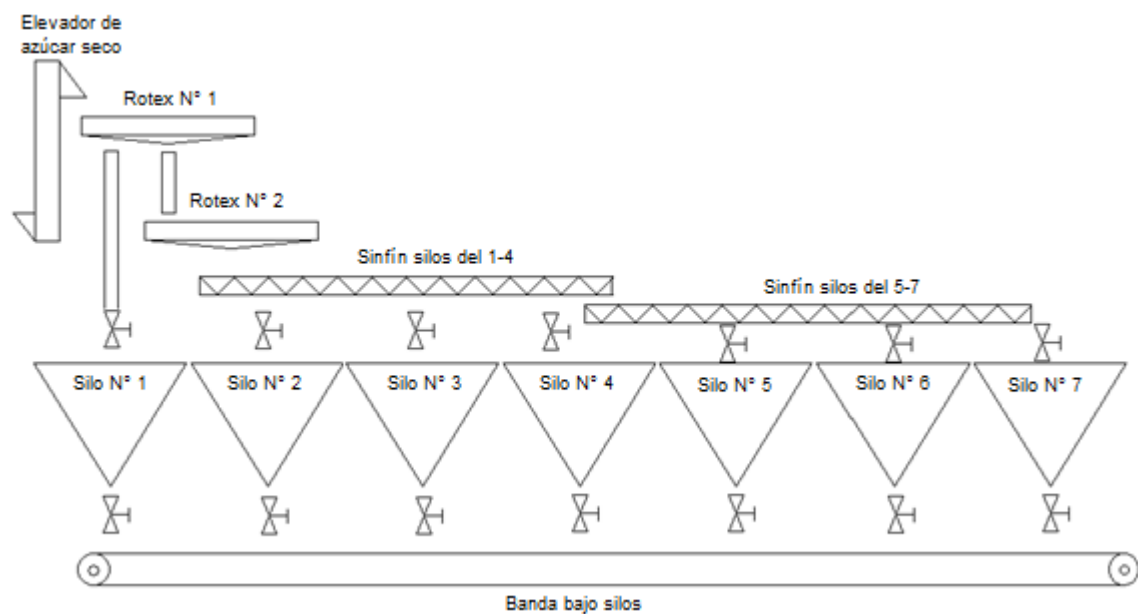 Elevador de
azúcar seco
Rotex N° 1
Rotex N° 2
Sinfín silos del 1-4
Sinfín silos del 5-7
Silo N° 1
Silo N° 2
Silo N° 3
Silo N° 4
Silo N° 5
Silo N° 6
Silo N° 7
Banda bajo silos